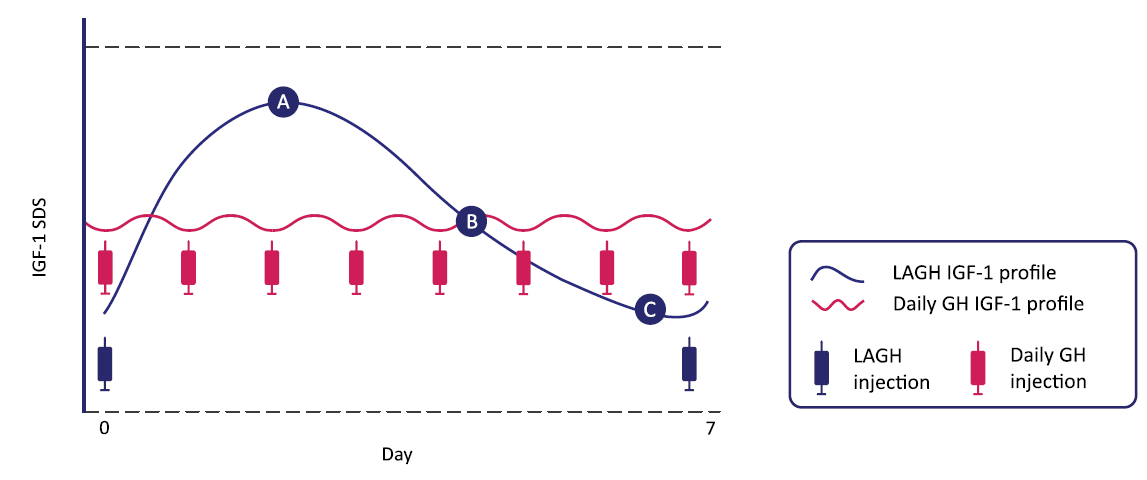 A
B
C
IGF-1 SDS
0
7
Day
LAGH IGF-1 profile
Daily GH IGF-1 profile
LAGH
injection
Daily GH
injection